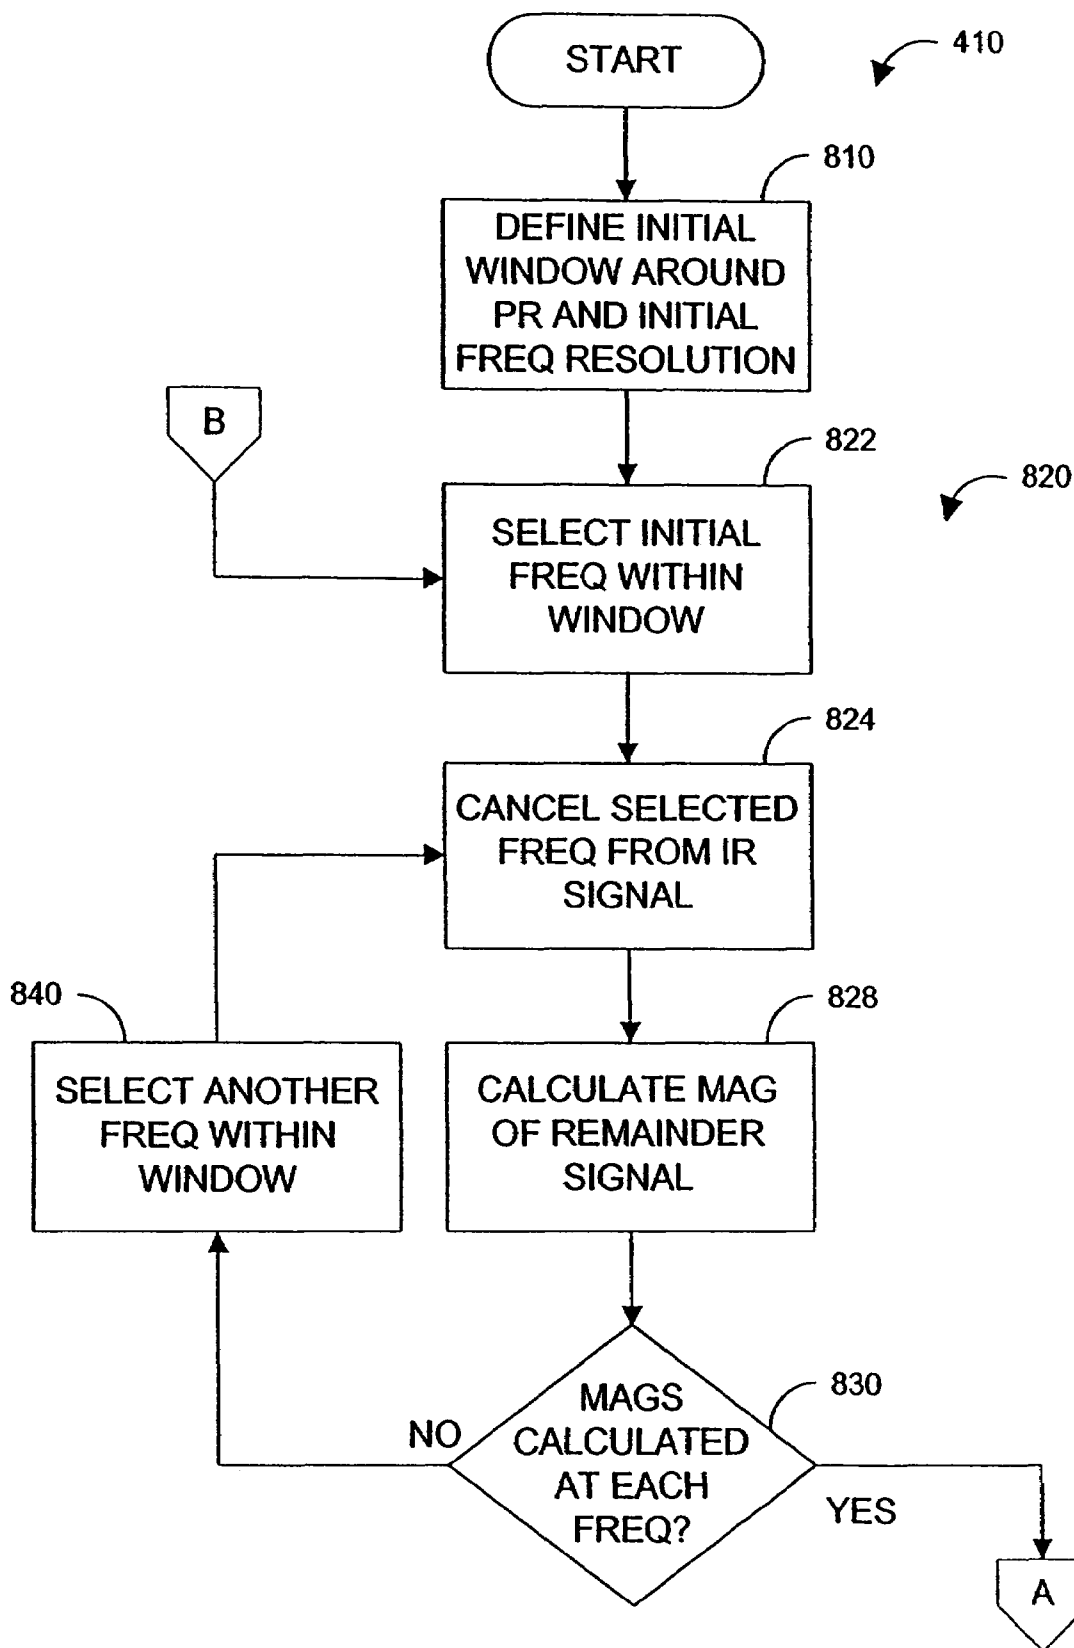 START
410
810
DEFINE INITIAL
WINDOW AROUND
PR AND INITIAL
FREQ RESOLUTION
B
822
820
SELECT INITIAL
FREQ WITHIN
WINDOW
824
CANCEL SELECTED
FREQ FROM IR
SIGNAL
840
828
SELECT ANOTHER
FREQ WITHIN
WINDOW
CALCULATE MAG
OF REMAINDER
SIGNAL
830
MAGS
CALCULATED
AT EACH
FREQ?
NO
YES
A